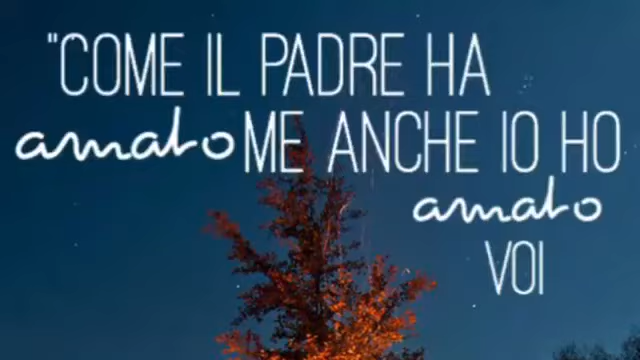 "COME IL PADRE HA
amato ME ANCHE IO HO
amato
VOI